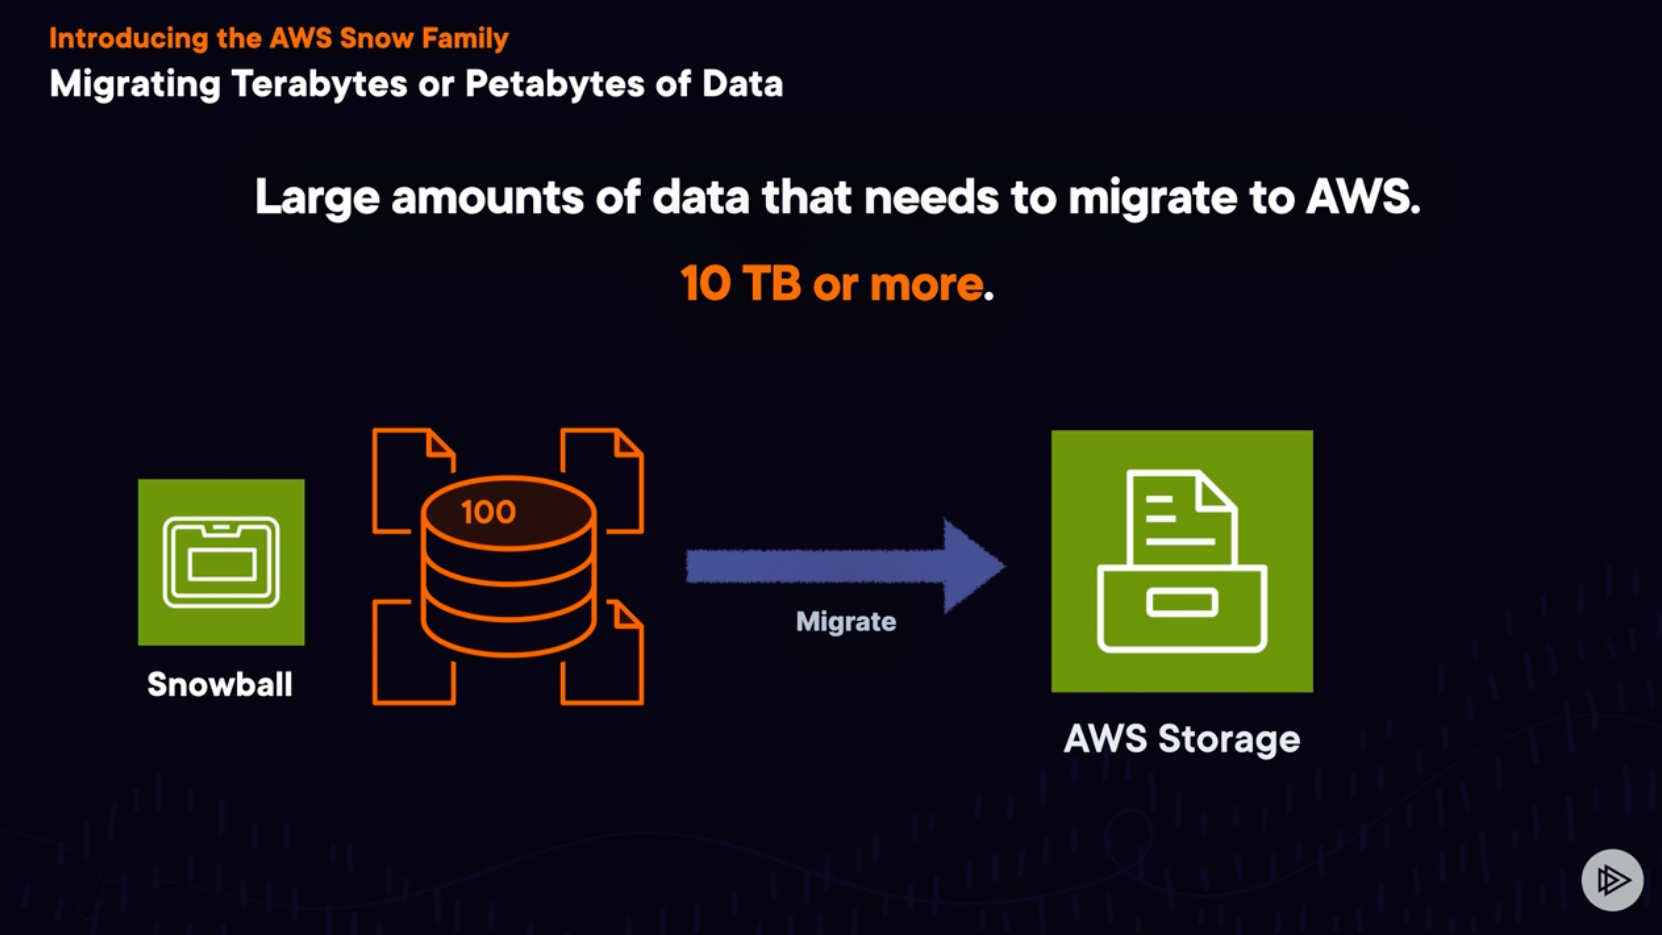 Introducing the AWS Snow Family
Migrating Terabytes or Petabytes of Data
Large amounts of data that needs to migrate to AWS.
10 TB or more.
100
Migrate
Snowball
AWS Storage